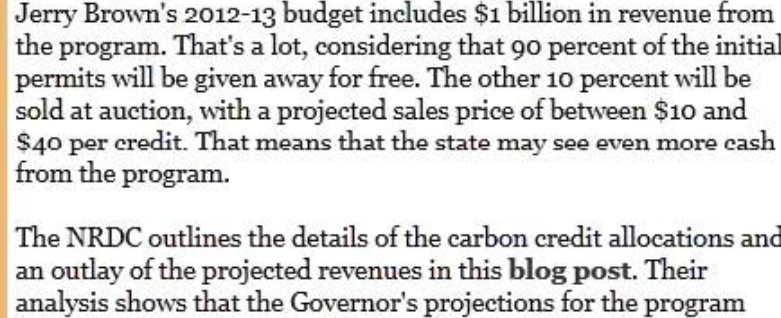 Jerry Brown's 2012-13 budget includes $1 billion in revenue from
the program. That's a lot, considering that 90 percent of the initial
permits will be given away for free. The other 10 percent will be
sold at auction, with a projected sales price of between $10 and
$40 per credit. That means that the state may see even more cash
from the program.
The NRDC outlines the details of the carbon credit allocations and
an outlay of the projected revenues in this blog post. Their
analysis shows that the Governor's projections for the program